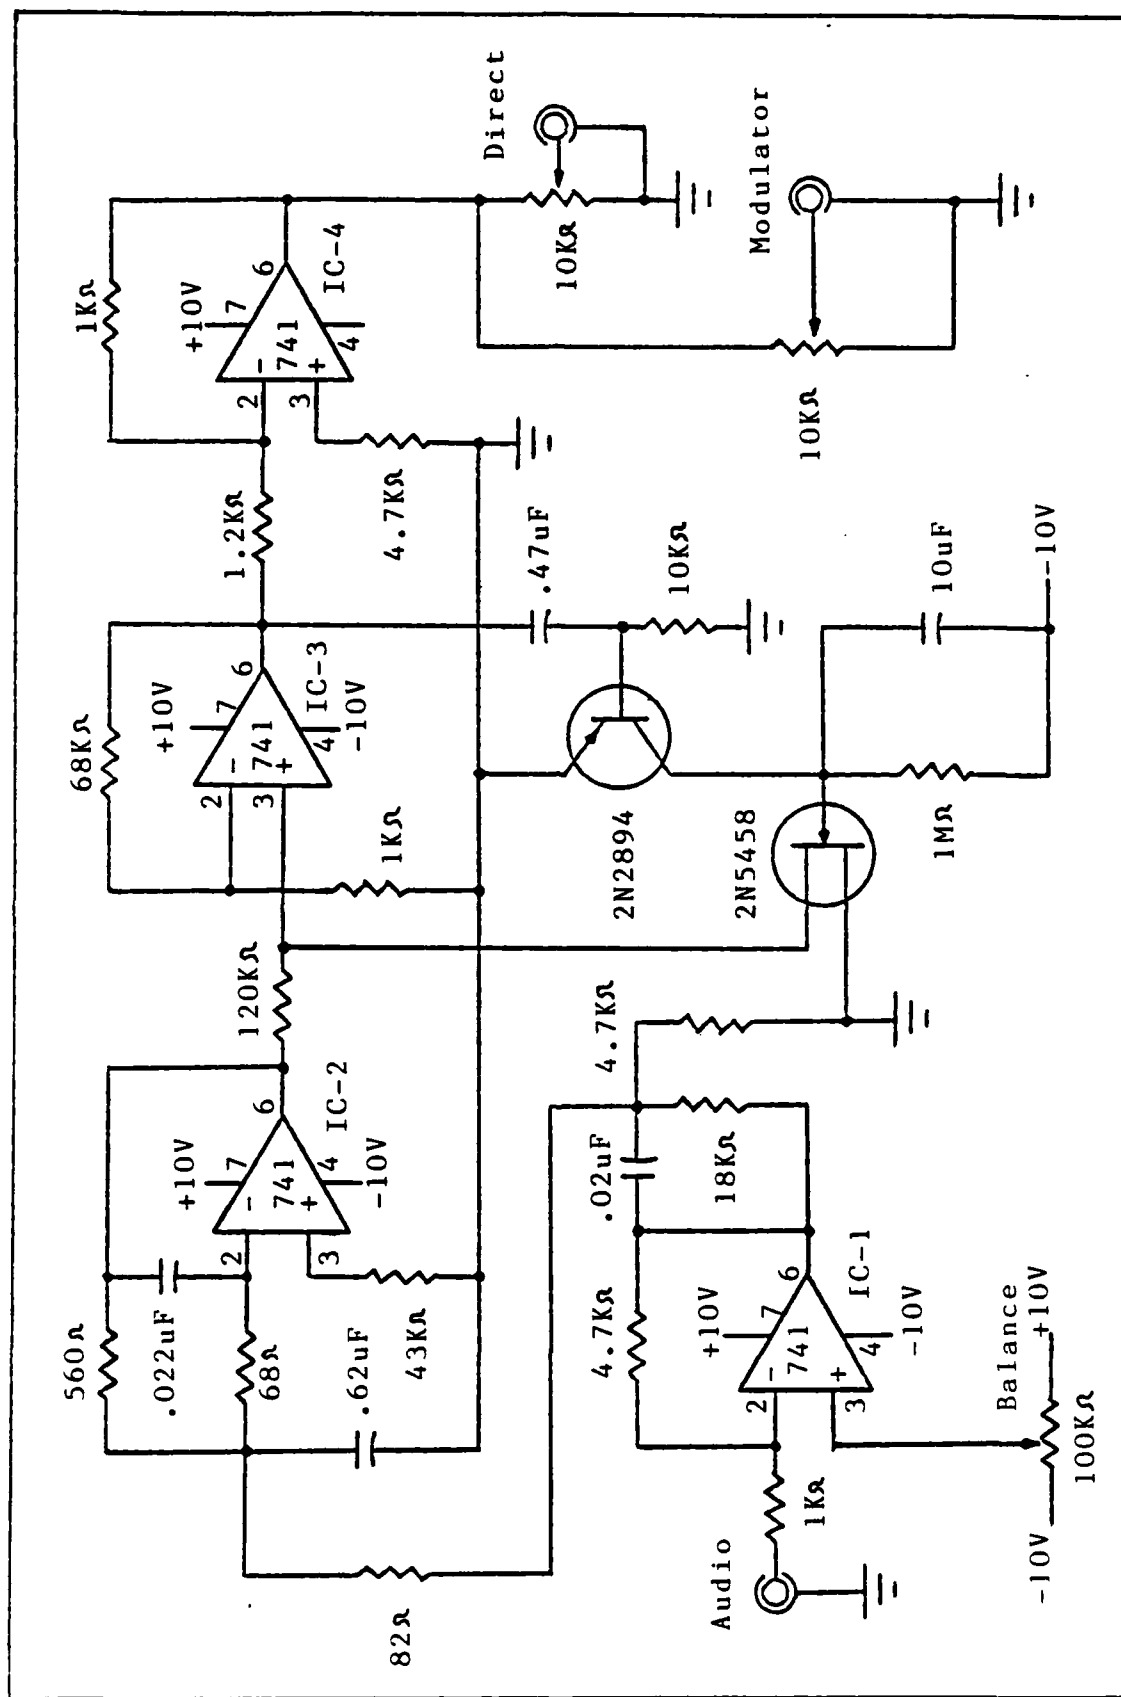 560Ω
.022uF
68Ω
.62uF
43KΩ
82Ω
+10V
2
7
-
741
+
3
6
4
-10V
IC-2
120KΩ
68KΩ
+10V
2
7
-
741
+
3
6
4
-10V
IC-3
1KΩ
1.2KΩ
1KΩ
+10V
2
7
-
741
+
3
6
4
IC-4
4.7KΩ
.47uF
10KΩ
2N2894
2N5458
1MΩ
10uF
-10V
10KΩ
Direct
10KΩ
Modulator
4.7KΩ
.02uF
18KΩ
4.7KΩ
Audio
1KΩ
+10V
2
7
-
741
+
3
6
4
-10V
IC-1
Balance
-10V
+10V
100KΩ